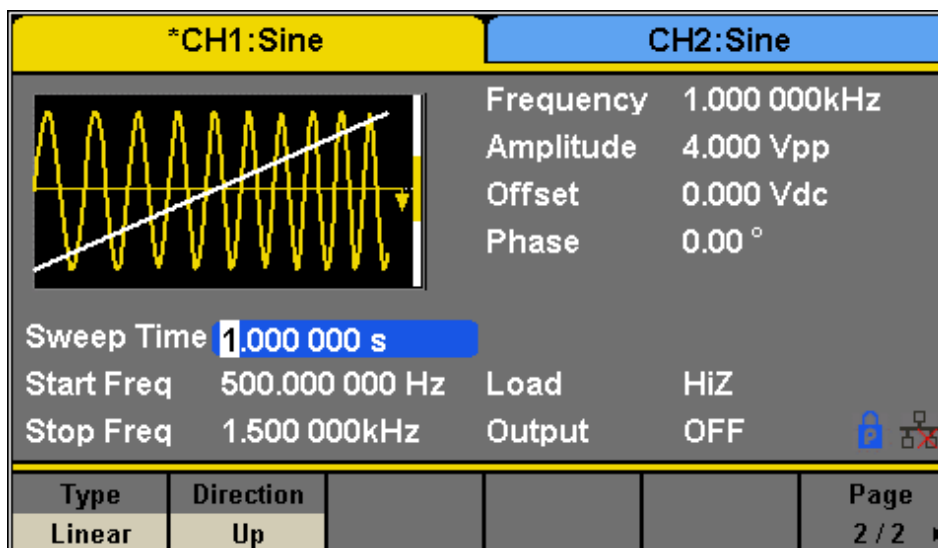 *CH1:Sine CH2:Sine
Frequency 1.000 000kHz
Amplitude 4.000 Vpp
Offset 0.000 Vdc
Phase 0.00 °
Sweep Time 1.000 000 s
Start Freq 500.000 000 Hz Load HiZ
Stop Freq 1.500 000kHz Output OFF
P
Type Direction Page
Linear Up 2/2